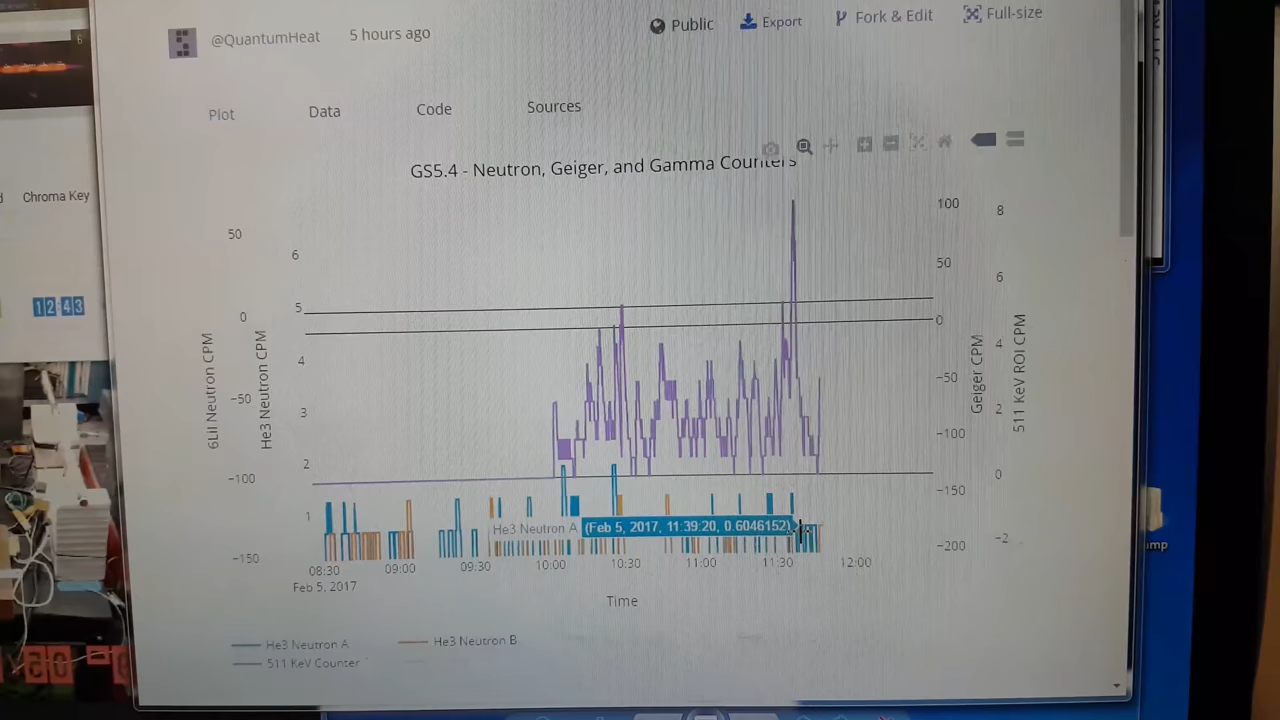 @QuantumHeat 5 hours ago Public Export Fork & Edit Full-size
Plot Data Code Sources
GS5.4 - Neutron, Geiger, and Gamma Counters
Chroma Key
12:43
6LiI Neutron CPM
50
0
-50
-100
-150
He3 Neutron CPM
6
5
4
3
2
1
100
50
0
-50
-100
-150
-200
Geiger CPM
8
6
4
2
0
-2
511 KeV ROI CPM
He3 Neutron A (Feb 5, 2017, 11:39:20, 0.6046152)
08:30 09:00 09:30 10:00 10:30 11:00 11:30 12:00
Feb 5, 2017
Time
He3 Neutron A He3 Neutron B
511 KeV Counter
ump